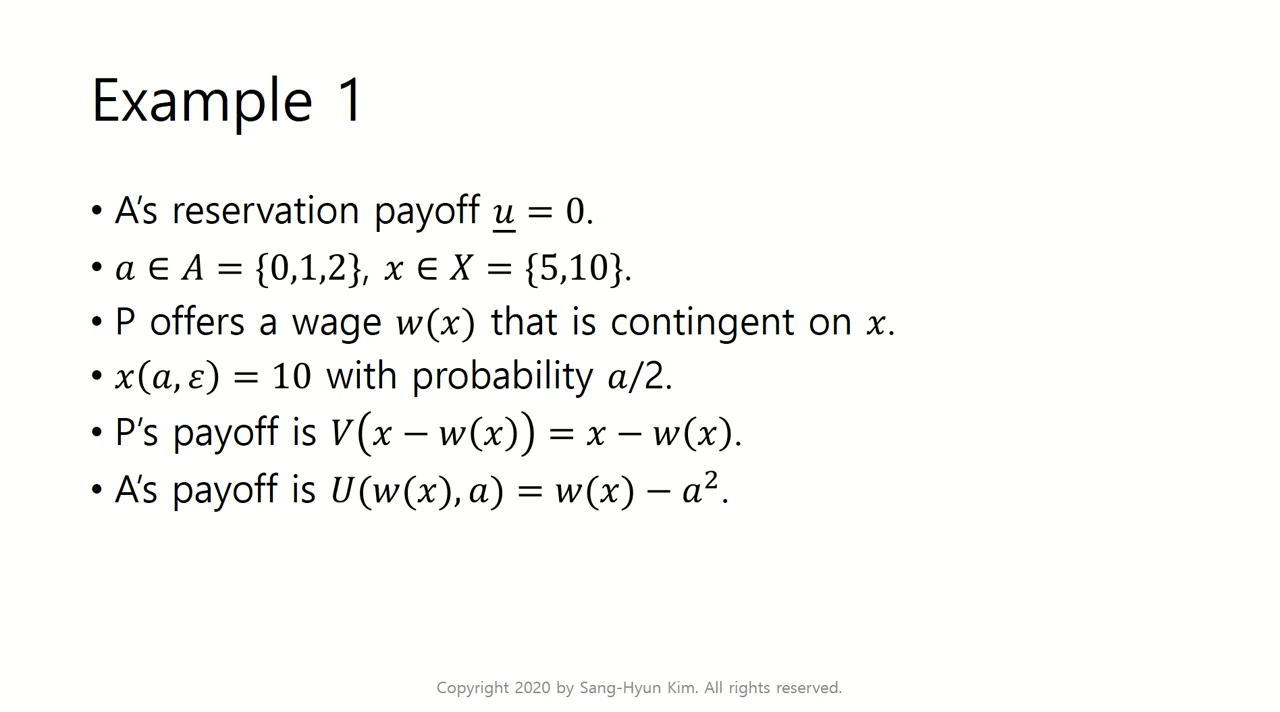 Example 1
• A’s reservation payoff u̲ = 0.
• a ∈ A = {0,1,2}, x ∈ X = {5,10}.
• P offers a wage w(x) that is contingent on x.
• x(a, ε) = 10 with probability a/2.
• P’s payoff is V(x − w(x)) = x − w(x).
• A’s payoff is U(w(x), a) = w(x) − a².
Copyright 2020 by Sang-Hyun Kim. All rights reserved.